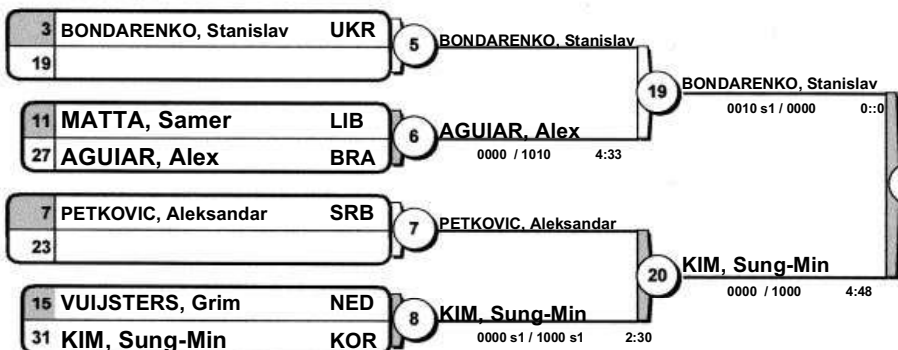 3 BONDARENKO, Stanislav UKR
19
5
BONDARENKO, Stanislav
11 MATTA, Samer LIB
27 AGUIAR, Alex BRA
6
AGUIAR, Alex
0000 / 1010 4:33
19
BONDARENKO, Stanislav
0010 s1 / 0000 0::0
7 PETKOVIC, Aleksandar SRB
23
7
PETKOVIC, Aleksandar
15 VUIJSTERS, Grim NED
31 KIM, Sung-Min KOR
8
KIM, Sung-Min
0000 s1 / 1000 s1 2:30
20
KIM, Sung-Min
0000 / 1000 4:48